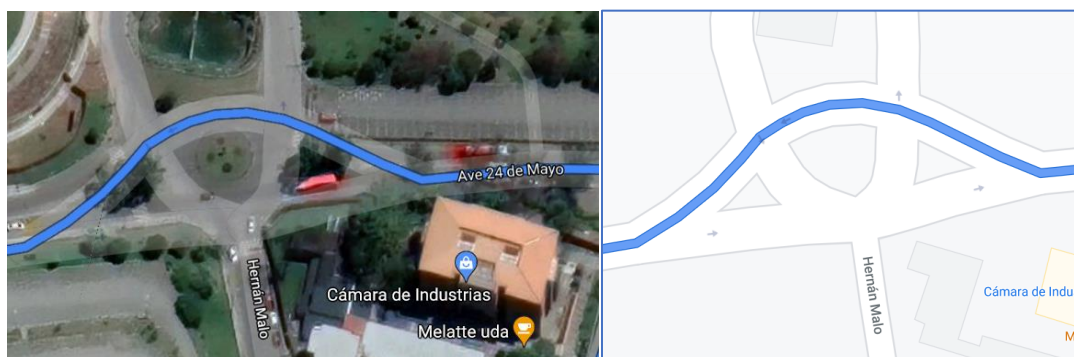 Ave 24 de Mayo
Hernán Malo
Cámara de Industrias
Melatte uda
Hernán Malo
Cámara de Indu
M